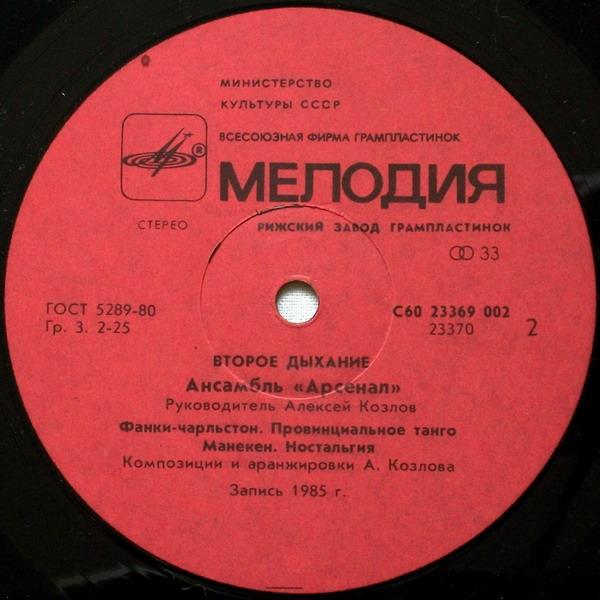 МИНИСТЕРСТВО
КУЛЬТУРЫ СССР
ВСЕСОЮЗНАЯ ФИРМА ГРАМПЛАСТИНОК
®
МЕЛОДИЯ
СТЕРЕО
РИЖСКИЙ ЗАВОД ГРАМПЛАСТИНОК
33
ГОСТ 5289-80
Гр. 3. 2-25
С60 23369 002
23370
2
ВТОРОЕ ДЫХАНИЕ
Ансамбль «Арсенал»
Руководитель Алексей Козлов
Фанки-чарльстон. Провинциальное танго
Манекен. Ностальгия
Композиции и аранжировки А. Козлова
Запись 1985 г.